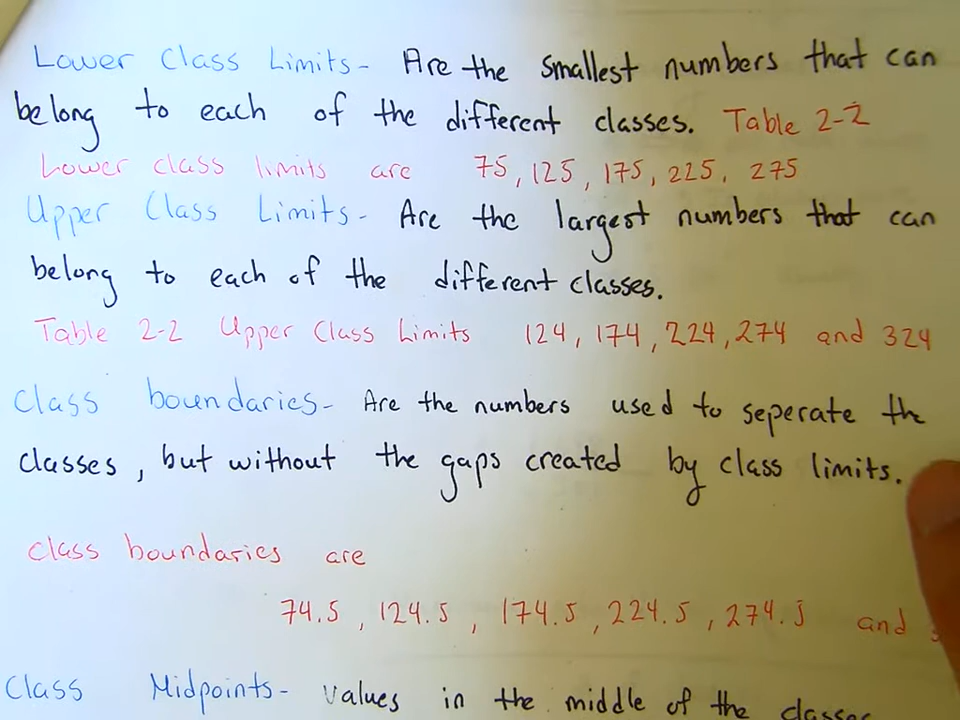 Lower Class Limits- Are the smallest numbers that can
belong to each of the different classes. Table 2-2
Lower class limits are 75, 125, 175, 225, 275
Upper Class Limits- Are the largest numbers that can
belong to each of the different classes.
Table 2-2 Upper Class Limits 124, 174, 224, 274 and 324
Class boundaries- Are the numbers used to seperate the
classes, but without the gaps created by class limits.
class boundaries are
74.5, 124.5, 174.5, 224.5, 274.5 and
Class Midpoints- values in the middle of the classes